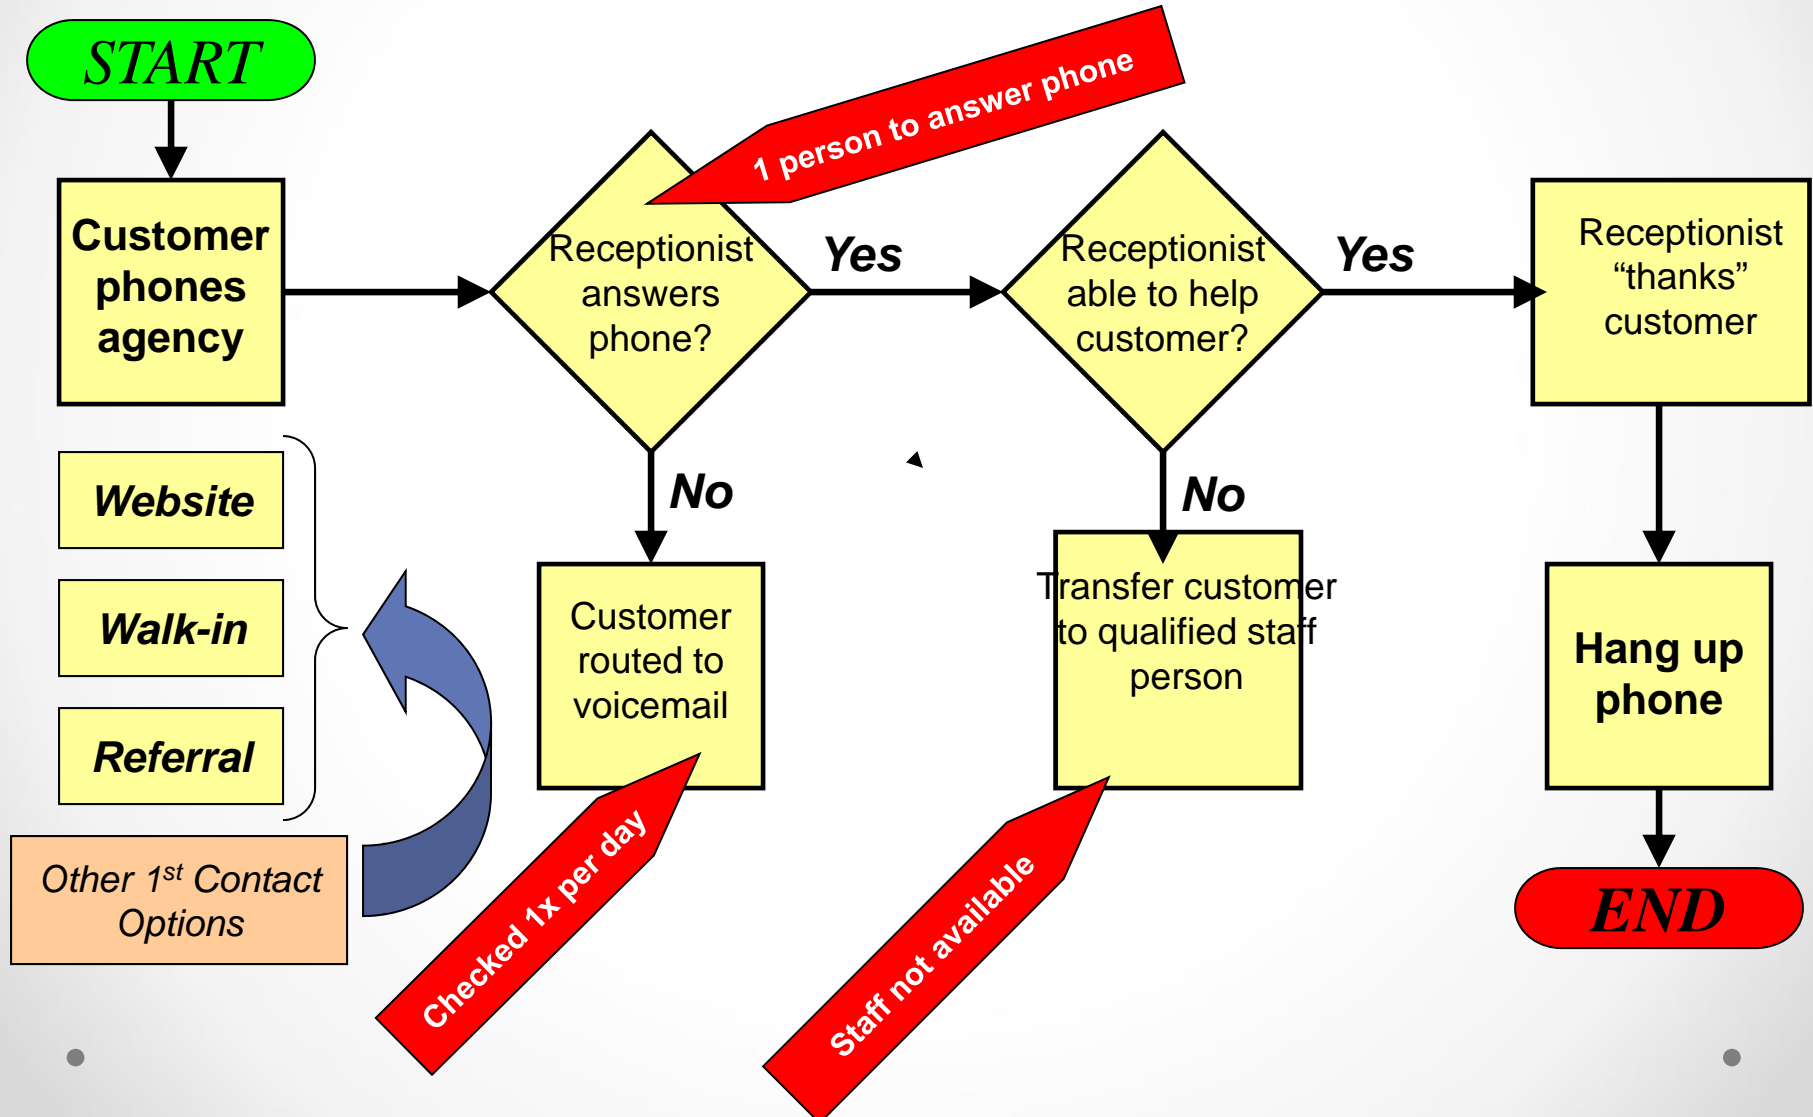 START
1 person to answer phone
Customer
phones
agency
Receptionist
answers
phone?
Yes
Receptionist
able to help
customer?
Yes
Receptionist
“thanks”
customer
No
No
Website
Walk-in
Referral
Other 1st Contact
Options
Customer
routed to
voicemail
Checked 1x per day
Transfer customer
to qualified staff
person
Staff not available
Hang up
phone
END